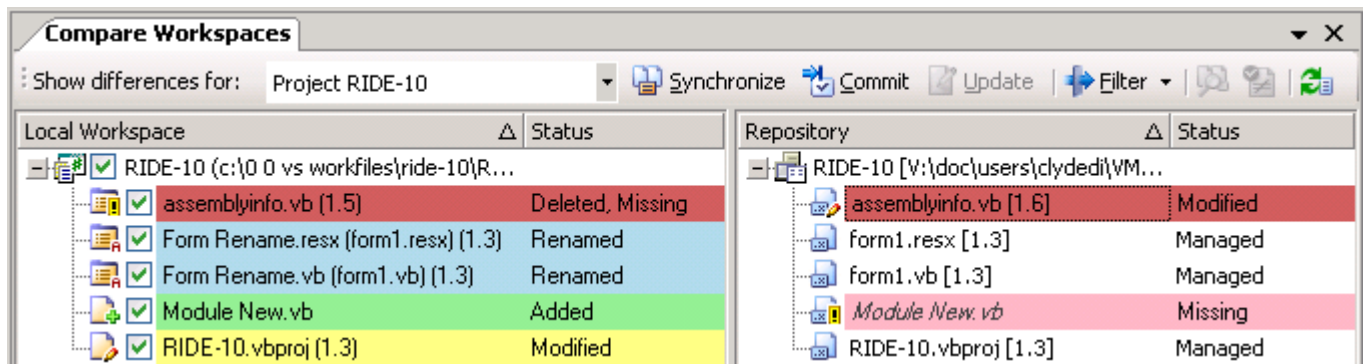 Compare Workspaces
Show differences for: Project RIDE-10 Synchronize Commit Update Filter
Local Workspace Status Repository Status
RIDE-10 (c:\0 0 vs workfiles\ride-10\R... RIDE-10 [V:\doc\users\clydedi\VM...
assemblyinfo.vb (1.5) Deleted, Missing assemblyinfo.vb [1.6] Modified
Form Rename.resx (form1.resx) (1.3) Renamed form1.resx [1.3] Managed
Form Rename.vb (form1.vb) (1.3) Renamed form1.vb [1.3] Managed
Module New.vb Added Module New.vb Missing
RIDE-10.vbproj (1.3) Modified RIDE-10.vbproj [1.3] Managed